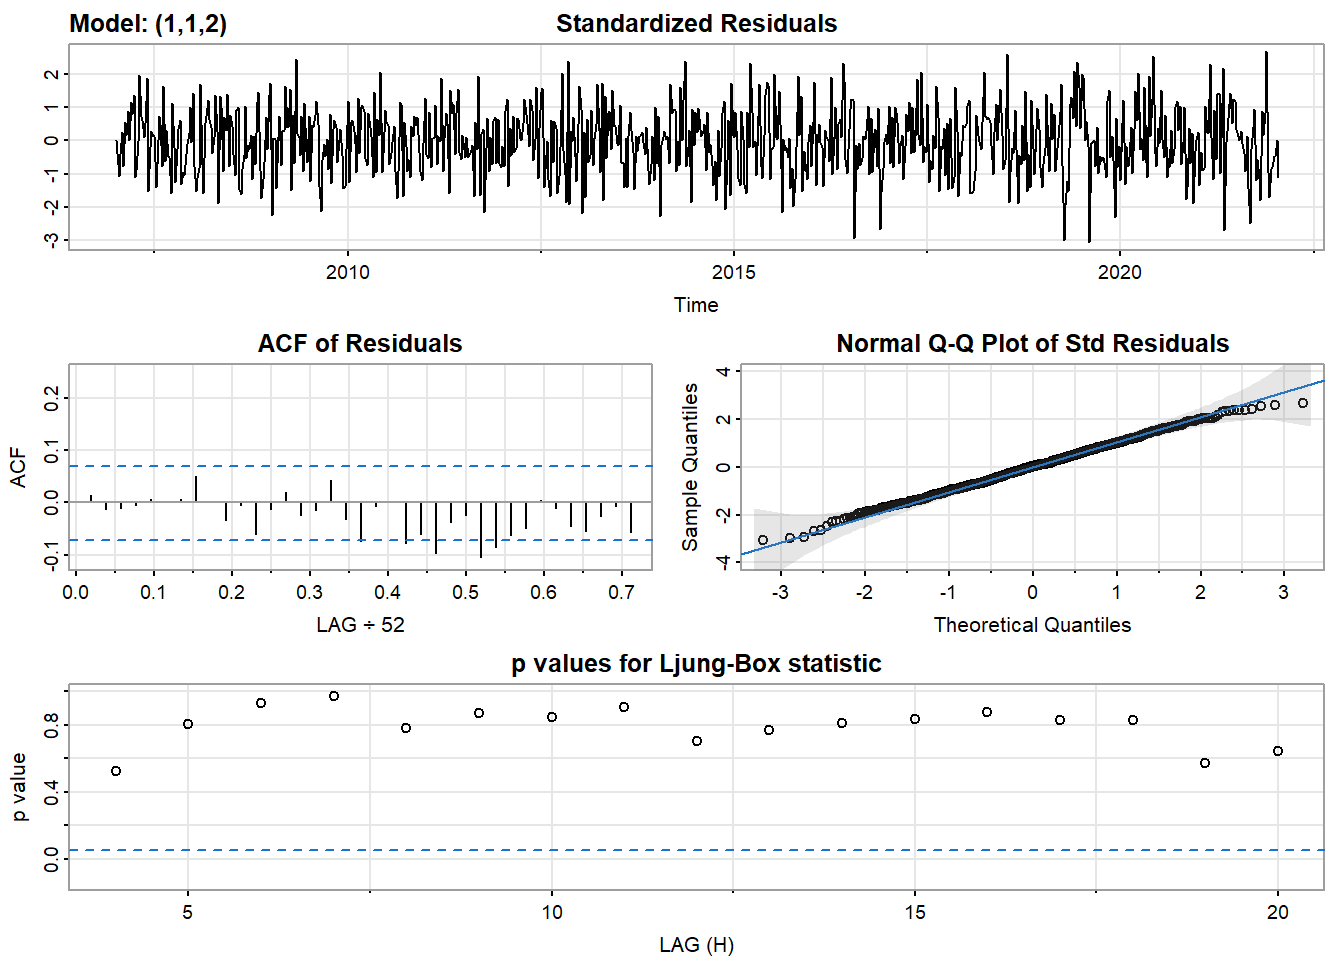 Model: (1,1,2) Standardized Residuals
2
1
0
-1
-2
-3
2010 2015 2020
Time
ACF of Residuals
ACF
0.2
0.1
0.0
-0.1
0.0 0.1 0.2 0.3 0.4 0.5 0.6 0.7
LAG ÷ 52
Normal Q-Q Plot of Std Residuals
Sample Quantiles
4
2
0
-2
-4
-3 -2 -1 0 1 2 3
Theoretical Quantiles
p values for Ljung-Box statistic
p value
0.8
0.4
0.0
5 10 15 20
LAG (H)